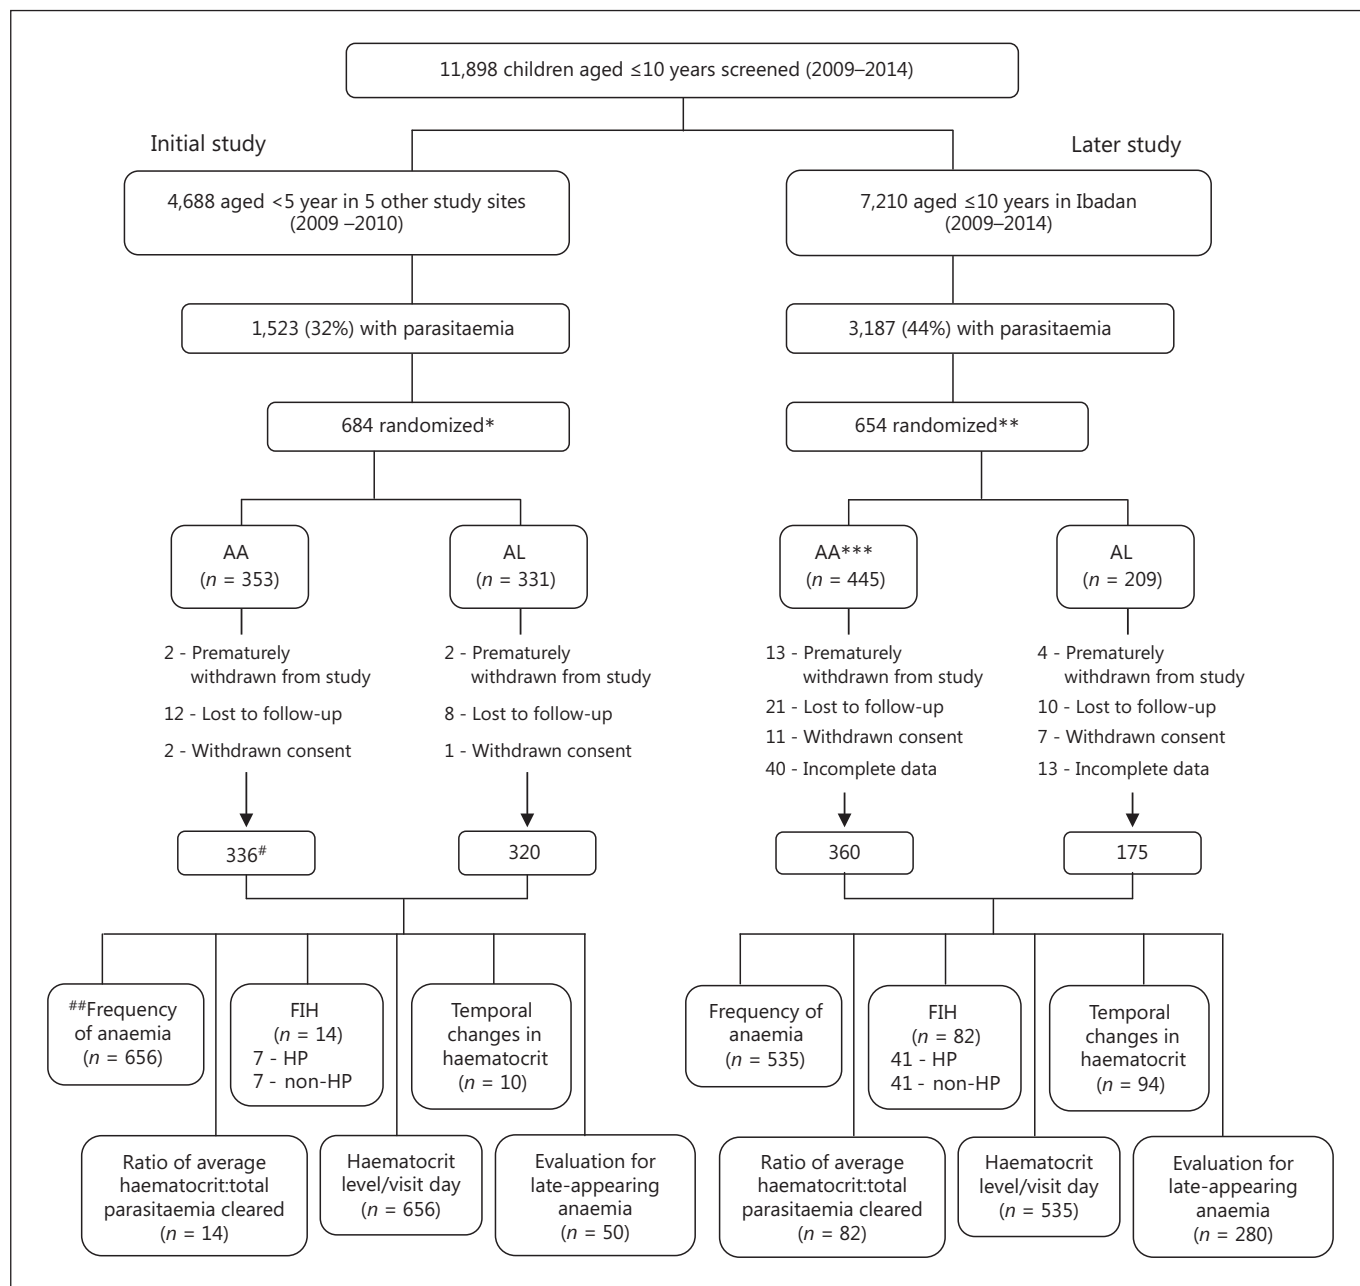 11,898 children aged ≤10 years screened (2009–2014)
Initial study
Later study
4,688 aged <5 year in 5 other study sites
(2009 –2010)
7,210 aged ≤10 years in Ibadan
(2009–2014)
1,523 (32%) with parasitaemia
3,187 (44%) with parasitaemia
684 randomized*
654 randomized**
AA
(n = 353)
AL
(n = 331)
AA***
(n = 445)
AL
(n = 209)
2 - Prematurely
withdrawn from study
12 - Lost to follow-up
2 - Withdrawn consent
2 - Prematurely
withdrawn from study
8 - Lost to follow-up
1 - Withdrawn consent
13 - Prematurely
withdrawn from study
21 - Lost to follow-up
11 - Withdrawn consent
40 - Incomplete data
4 - Prematurely
withdrawn from study
10 - Lost to follow-up
7 - Withdrawn consent
13 - Incomplete data
336#
320
360
175
##Frequency
of anaemia
(n = 656)
FIH
(n = 14)
7 - HP
7 - non-HP
Temporal
changes in
haematocrit
(n = 10)
Frequency of
anaemia
(n = 535)
FIH
(n = 82)
41 - HP
41 - non-HP
Temporal
changes in
haematocrit
(n = 94)
Ratio of average
haematocrit:total
parasitaemia cleared
(n = 14)
Haematocrit
level/visit day
(n = 656)
Evaluation for
late-appearing
anaemia
(n = 50)
Ratio of average
haematocrit:total
parasitaemia cleared
(n = 82)
Haematocrit
level/visit day
(n = 535)
Evaluation for
late-appearing
anaemia
(n = 280)